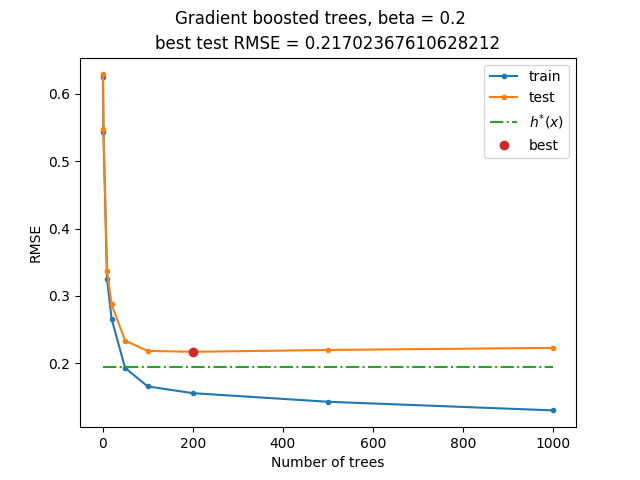 Gradient boosted trees, beta = 0.2
best test RMSE = 0.21702367610628212
train
test
h*(x)
best
0.6
0.5
0.4
0.3
0.2
RMSE
0 200 400 600 800 1000
Number of trees